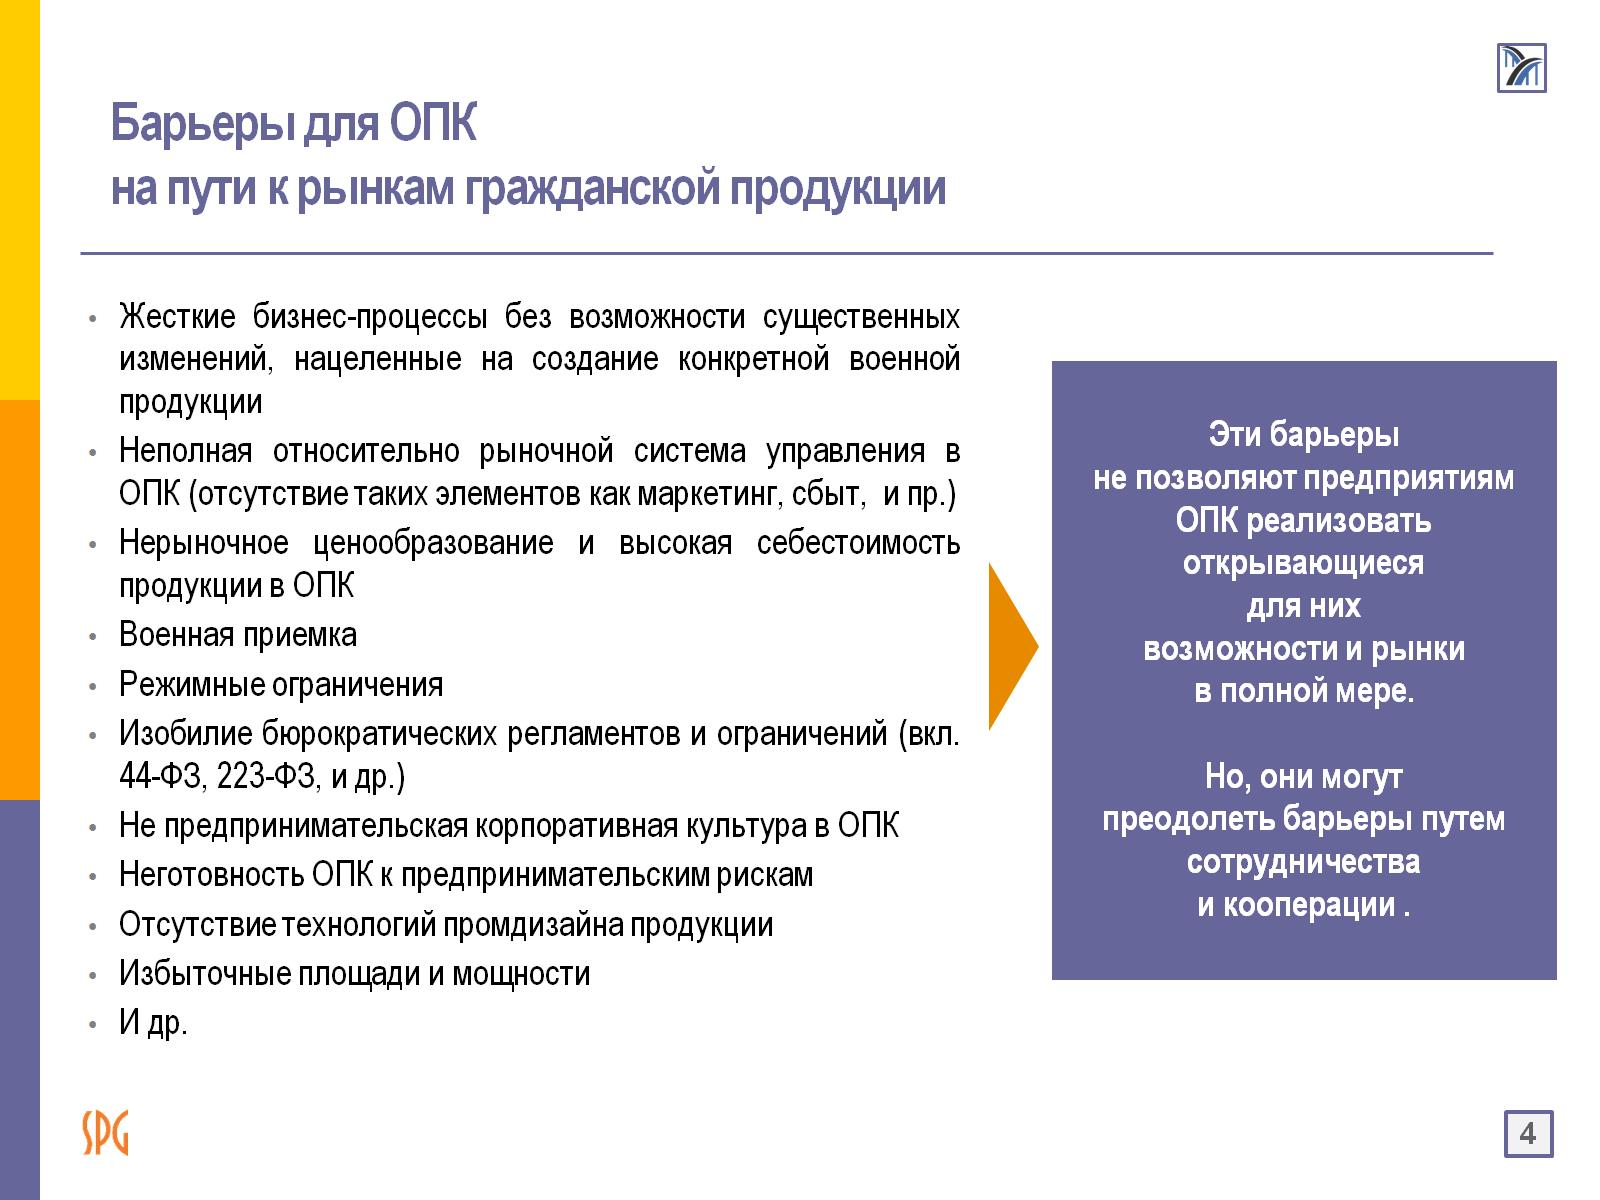 Барьеры для ОПК
на пути к рынкам гражданской продукции
• Жесткие бизнес-процессы без возможности существенных
изменений, нацеленные на создание конкретной военной
продукции
• Неполная относительно рыночной система управления в
ОПК (отсутствие таких элементов как маркетинг, сбыт, и пр.)
• Нерыночное ценообразование и высокая себестоимость
продукции в ОПК
• Военная приемка
• Режимные ограничения
• Изобилие бюрократических регламентов и ограничений (вкл.
44-ФЗ, 223-ФЗ, и др.)
• Не предпринимательская корпоративная культура в ОПК
• Неготовность ОПК к предпринимательским рискам
• Отсутствие технологий промдизайна продукции
• Избыточные площади и мощности
• И др.
Эти барьеры
не позволяют предприятиям
ОПК реализовать
открывающиеся
для них
возможности и рынки
в полной мере.
Но, они могут
преодолеть барьеры путем
сотрудничества
и кооперации .
SPG
4